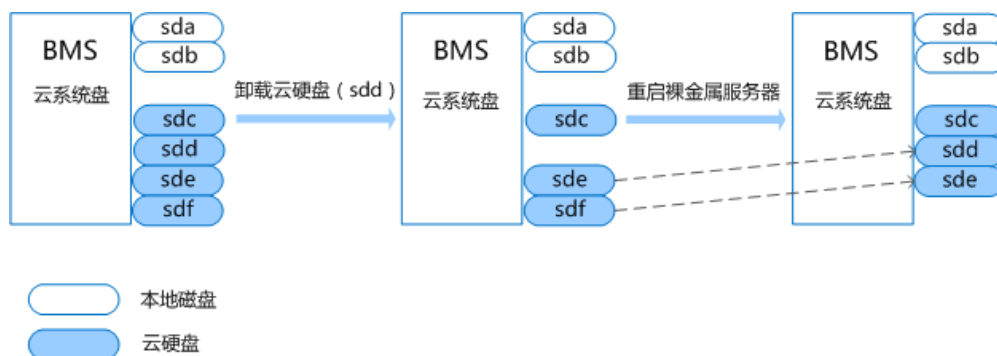 BMS
云系统盘
sda
sdb
sdc
sdd
sde
sdf
卸载云硬盘（sdd）
BMS
云系统盘
sda
sdb
sdc
sde
sdf
重启裸金属服务器
BMS
云系统盘
sda
sdb
sdc
sdd
sde
本地磁盘
云硬盘